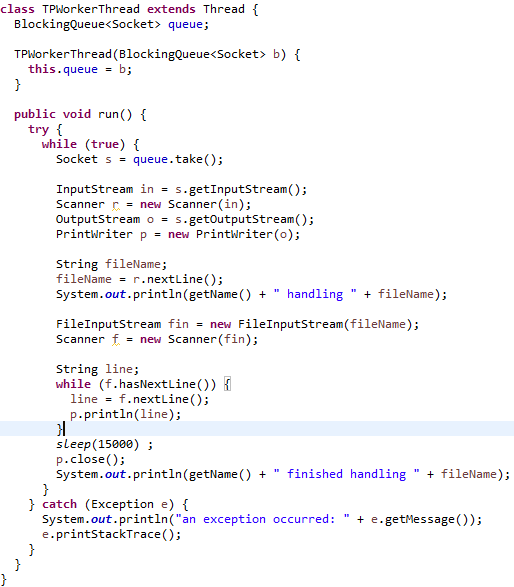 class TPWorkerThread extends Thread {
  BlockingQueue<Socket> queue;

  TPWorkerThread(BlockingQueue<Socket> b) {
    this.queue = b;
  }

  public void run() {
    try {
      while (true) {
        Socket s = queue.take();

        InputStream in = s.getInputStream();
        Scanner r = new Scanner(in);
        OutputStream o = s.getOutputStream();
        PrintWriter p = new PrintWriter(o);

        String fileName;
        fileName = r.nextLine();
        System.out.println(getName() + " handling " + fileName);

        FileInputStream fin = new FileInputStream(fileName);
        Scanner f = new Scanner(fin);

        String line;
        while (f.hasNextLine()) {
          line = f.nextLine();
          p.println(line);
        }
        sleep(15000) ;
        p.close();
        System.out.println(getName() + " finished handling " + fileName);
      }
    } catch (Exception e) {
      System.out.println("an exception occurred: " + e.getMessage());
      e.printStackTrace();
    }
  }
}